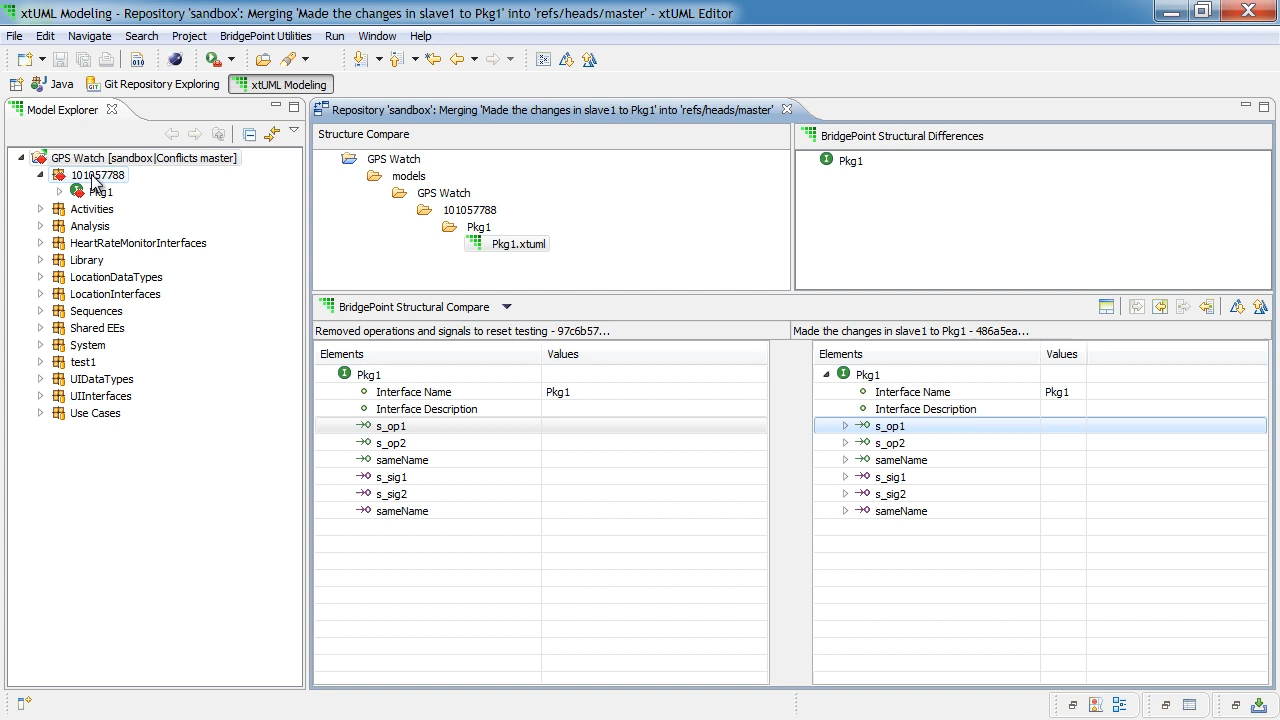 xtUML Modeling - Repository 'sandbox': Merging 'Made the changes in slave1 to Pkg1' into 'refs/heads/master' - xtUML Editor
File Edit Navigate Search Project BridgePoint Utilities Run Window Help
Java Git Repository Exploring xtUML Modeling
Model Explorer
GPS Watch [sandbox|Conflicts master]
101057788
Pkg1
Activities
Analysis
HeartRateMonitorInterfaces
Library
LocationDataTypes
LocationInterfaces
Sequences
Shared EEs
System
test1
UIDataTypes
UIInterfaces
Use Cases
Repository 'sandbox': Merging 'Made the changes in slave1 to Pkg1' into 'refs/heads/master'
Structure Compare
GPS Watch
models
GPS Watch
101057788
Pkg1
Pkg1.xtuml
BridgePoint Structural Differences
Pkg1
BridgePoint Structural Compare
Removed operations and signals to reset testing - 97c6b57...
Elements Values
Pkg1
Interface Name Pkg1
Interface Description
s_op1
s_op2
sameName
s_sig1
s_sig2
sameName
Made the changes in slave1 to Pkg1 - 486a5ea...
Elements Values
Pkg1
Interface Name Pkg1
Interface Description
s_op1
s_op2
sameName
s_sig1
s_sig2
sameName